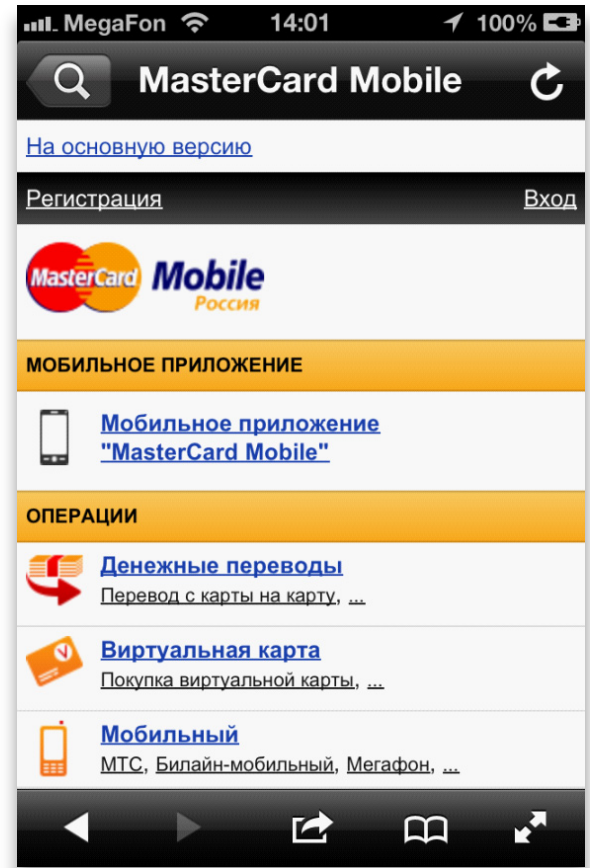 MegaFon 14:01 100%
MasterCard Mobile
На основную версию
Регистрация Вход
MasterCard Mobile
Россия
МОБИЛЬНОЕ ПРИЛОЖЕНИЕ
Мобильное приложение
"MasterCard Mobile"
ОПЕРАЦИИ
Денежные переводы
Перевод с карты на карту, ...
Виртуальная карта
Покупка виртуальной карты, ...
Мобильный
МТС, Билайн-мобильный, Мегафон, ...